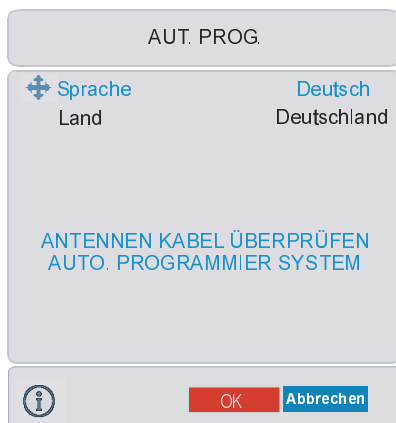 AUT. PROG.
Sprache Deutsch
Land Deutschland
ANTENNEN KABEL ÜBERPRÜFEN
AUTO. PROGRAMMIER SYSTEM
OK Abbrechen